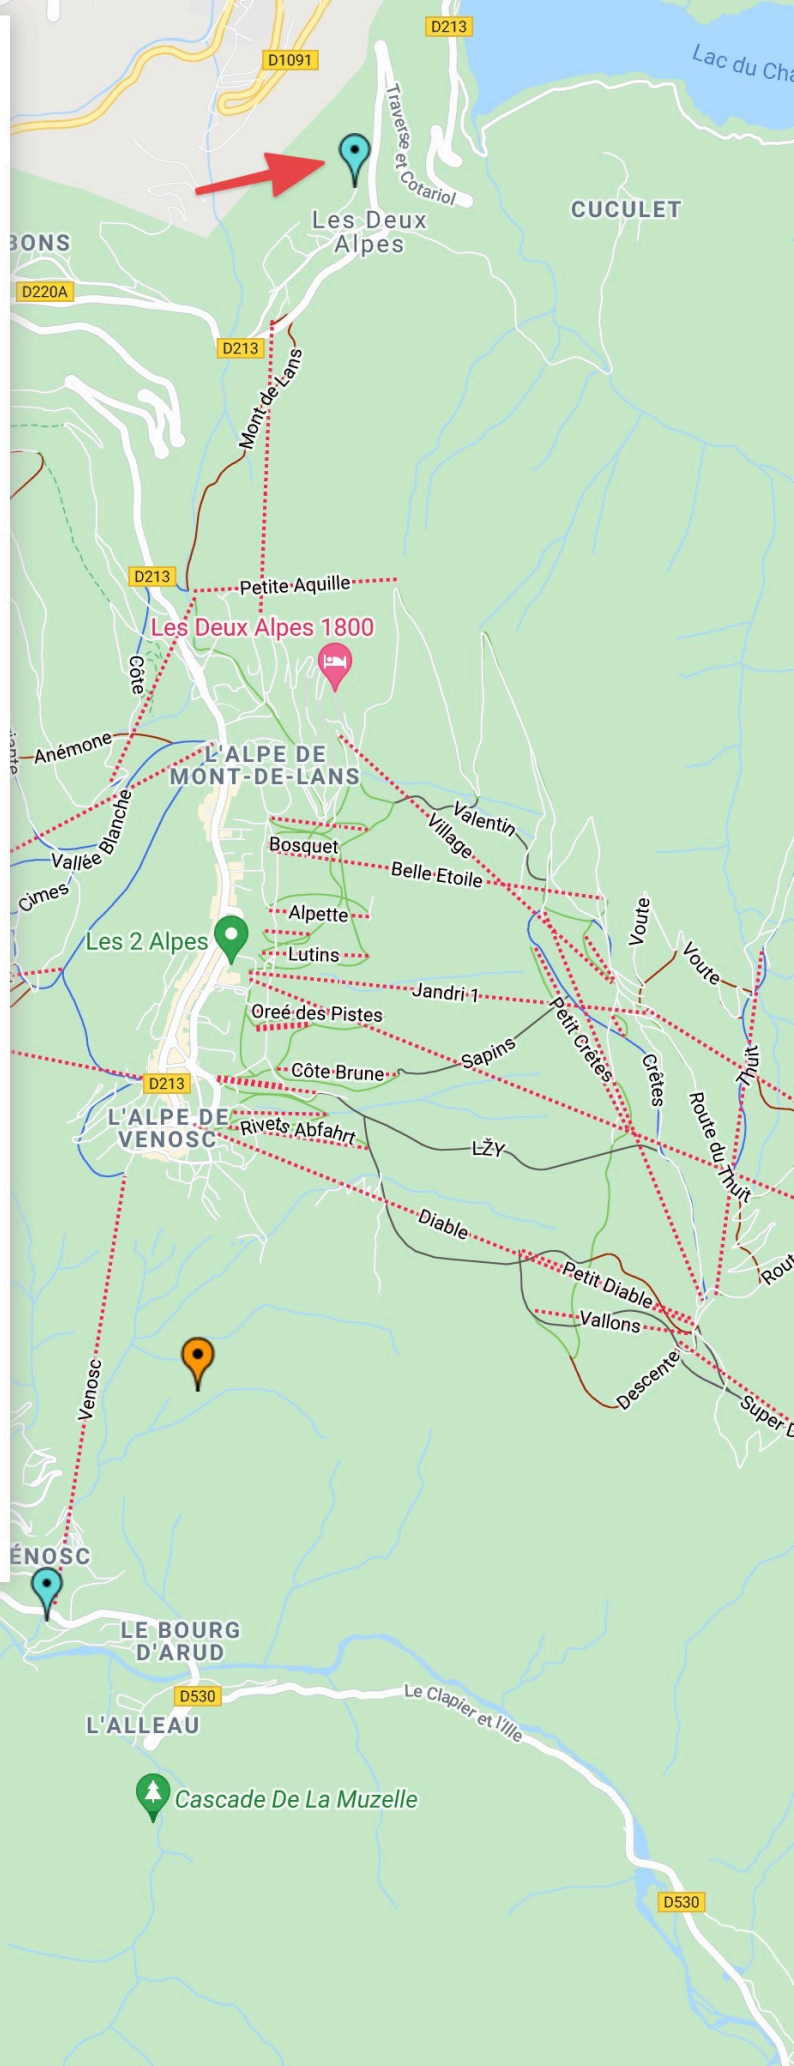 D213
D1091
Lac du Cha
Traverse et Cotariol
CUCULET
Les Deux
Alpes
BONS
D220A
D213
Mont de Lans
D213
Petite Aquille
Les Deux Alpes 1800
Côte
Anémone
L'ALPE DE
MONT-DE-LANS
Valentin
Village
Vallée Blanche
Bosquet
Belle Etoile
Cimes
Alpette
Voute
Les 2 Alpes
Lutins
Voute
Jandri 1
Oreé des Pistes
Petit Crêtes
Sapins
Thuit
Côte Brune
Crêtes
D213
L'ALPE DE
VENOSC
Rivets Abfahrt
Route du Thuit
LŽY
Diable
Petit Diable
Rout
Vallons
Venosc
Descente
Super D
ÉNOSC
LE BOURG
D'ARUD
D530
Le Clapier et l'Ille
L'ALLEAU
Cascade De La Muzelle
D530